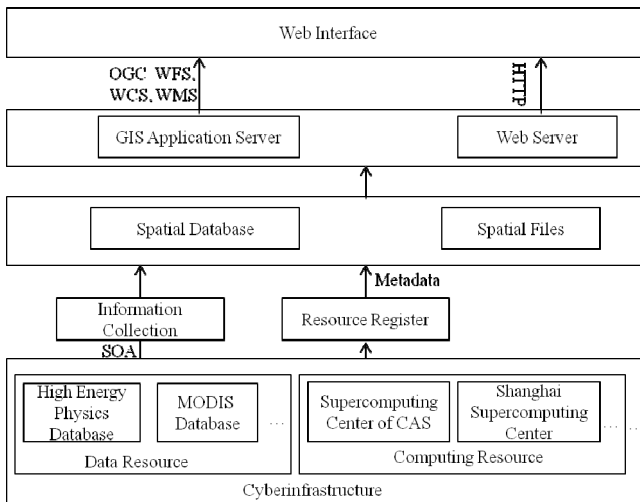 Web Interface
OGC WFS、
WCS、WMS
HTTP
GIS Application Server
Web Server
Spatial Database
Spatial Files
Metadata
Information
Collection
Resource Register
SOA
High Energy
Physics
Database
MODIS
Database
...
Supercomputing
Center of CAS
Shanghai
Supercomputing
Center
... ...
Data Resource
Computing Resource
Cyberinfrastructure